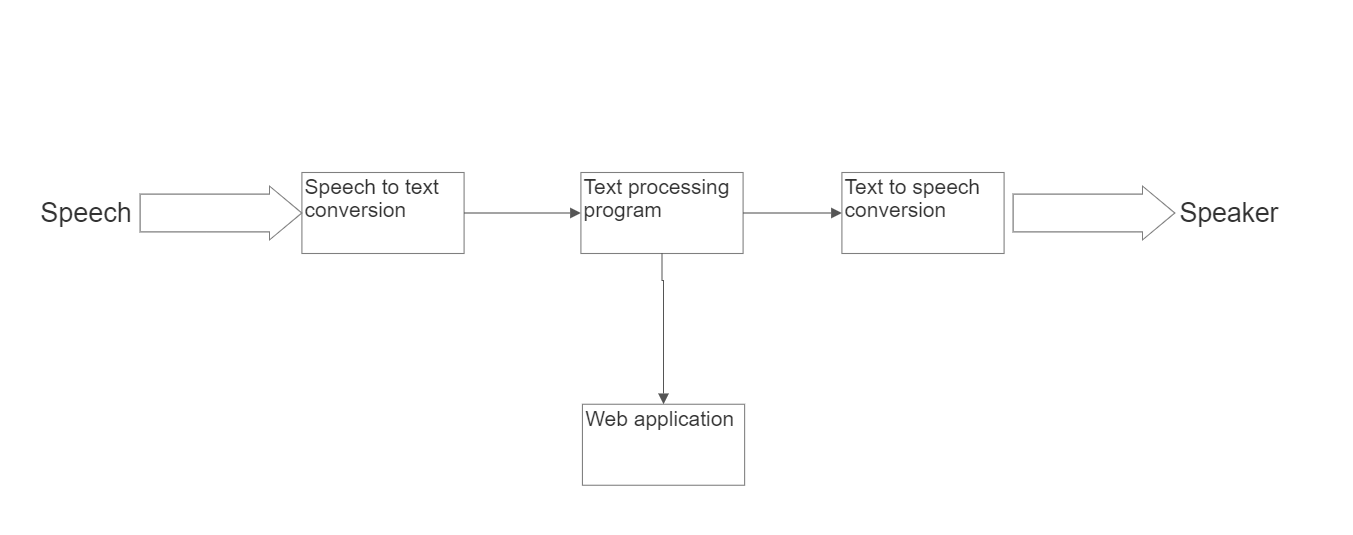 Speech
Speech to text
conversion
Text processing
program
Text to speech
conversion
Speaker
Web application